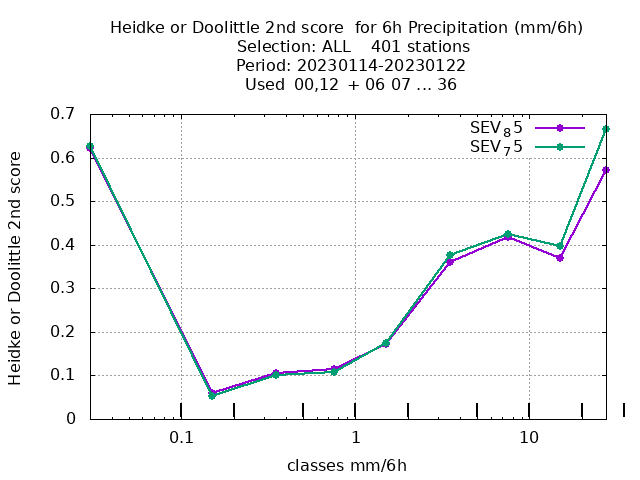 Heidke or Doolittle 2nd score  for 6h Precipitation (mm/6h)
Selection: ALL    401 stations
Period: 20230114-20230122
Used  00,12  + 06 07 ... 36
SEV₈5
SEV₇5
0.7
0.6
0.5
0.4
0.3
0.2
0.1
0
Heidke or Doolittle 2nd score
0.1 1 10
classes mm/6h